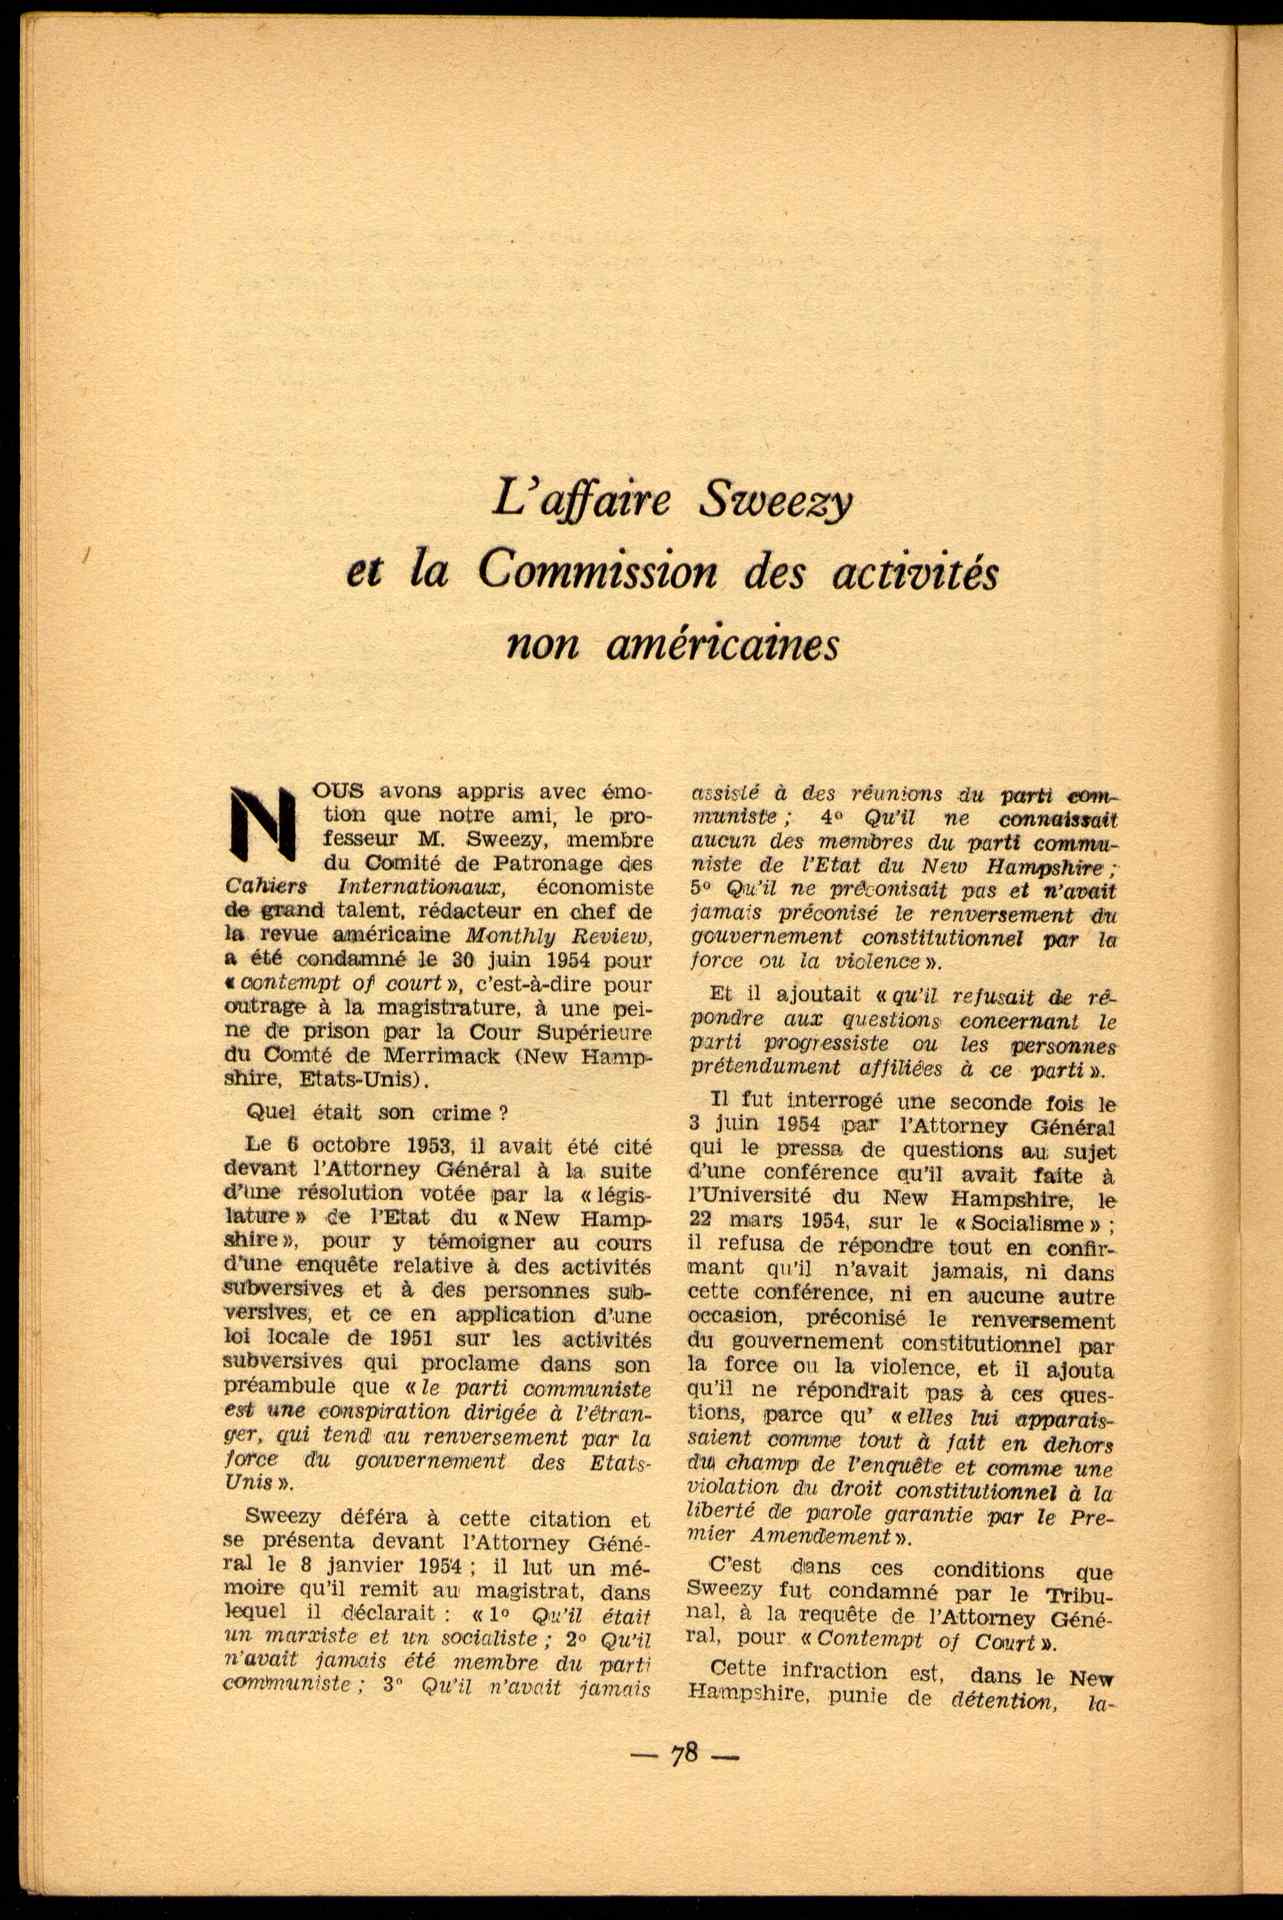 L'affaire Sweezy
et la Commission des activités
non américaines
NOUS avons appris avec émo-
tion que notre ami, le pro-
fesseur M. Sweezy, membre
du Comité de Patronage des
Cahiers Internationaux, économiste
de grand talent, rédacteur en chef de
la revue américaine Monthly Review,
a été condamné le 30 juin 1954 pour
« contempt of court », c'est-à-dire pour
outrage à la magistrature, à une pei-
ne de prison par la Cour Supérieure
du Comté de Merrimack (New Hamp-
shire, Etats-Unis).
Quel était son crime ?
Le 6 octobre 1953, il avait été cité
devant l'Attorney Général à la suite
d'une résolution votée par la « légis-
lature » de l'Etat du « New Hamp-
shire », pour y témoigner au cours
d'une enquête relative à des activités
subversives et à des personnes sub-
versives, et ce en application d'une
loi locale de 1951 sur les activités
subversives qui proclame dans son
préambule que « le parti communiste
est une conspiration dirigée à l'étran-
ger, qui tend au renversement par la
force du gouvernement des Etats-
Unis ».
Sweezy déféra à cette citation et
se présenta devant l'Attorney Géné-
ral le 8 janvier 1954 ; il lut un mé-
moire qu'il remit au magistrat, dans
lequel il déclarait : « 1° Qu'il était
un marxiste et un socialiste ; 2° Qu'il
n'avait jamais été membre du parti
communiste ; 3° Qu'il n'avait jamais
assisté à des réunions du parti com-
muniste ; 4° Qu'il ne connaissait
aucun des membres du parti commu-
niste de l'Etat du New Hampshire ;
5° Qu'il ne préconisait pas et n'avait
jamais préconisé le renversement du
gouvernement constitutionnel par la
force ou la violence ».
Et il ajoutait « qu'il refusait de ré-
pondre aux questions concernant le
parti progressiste ou les personnes
prétendument affiliées à ce parti ».
Il fut interrogé une seconde fois le
3 juin 1954 par l'Attorney Général
qui le pressa de questions au sujet
d'une conférence qu'il avait faite à
l'Université du New Hampshire, le
22 mars 1954, sur le « Socialisme » ;
il refusa de répondre tout en confir-
mant qu'il n'avait jamais, ni dans
cette conférence, ni en aucune autre
occasion, préconisé le renversement
du gouvernement constitutionnel par
la force ou la violence, et il ajouta
qu'il ne répondrait pas à ces ques-
tions, parce qu' « elles lui apparais-
saient comme tout à fait en dehors
du champ de l'enquête et comme une
violation du droit constitutionnel à la
liberté de parole garantie par le Pre-
mier Amendement ».
C'est dans ces conditions que
Sweezy fut condamné par le Tribu-
nal, à la requête de l'Attorney Géné-
ral, pour « Contempt of Court ».
Cette infraction est, dans le New
Hampshire, punie de détention, la-
— 78 —